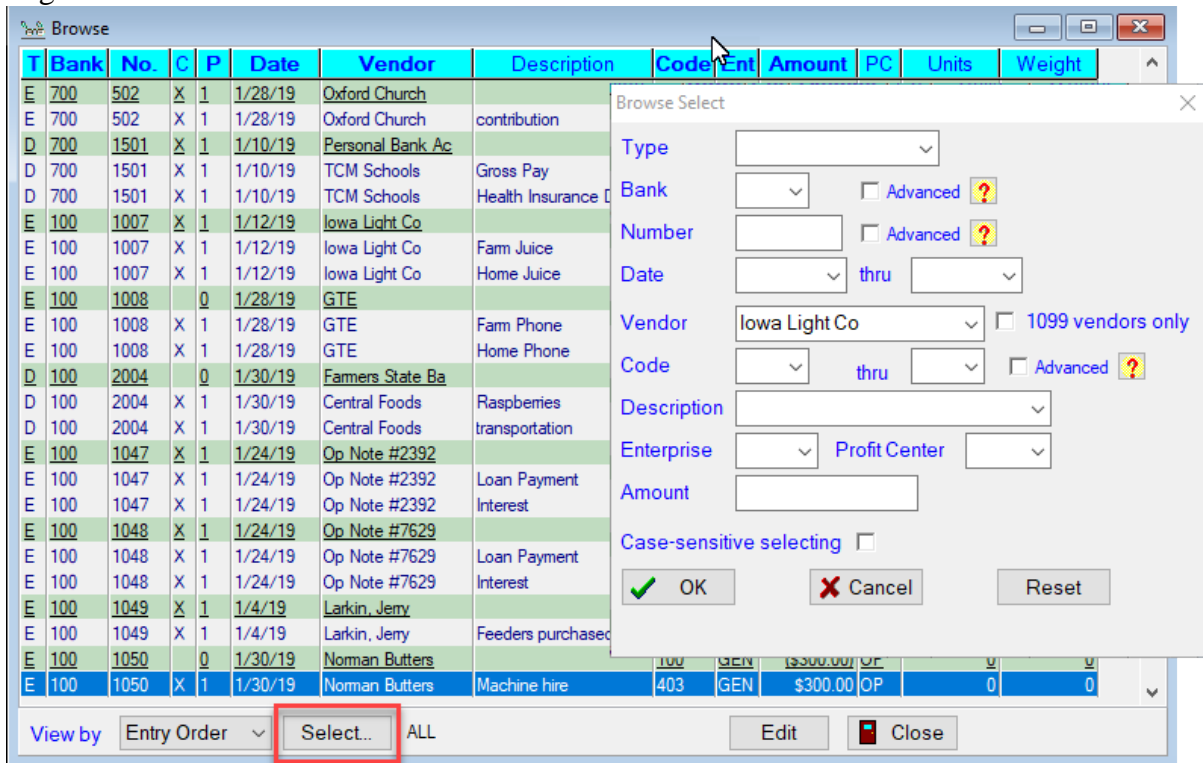 Browse
T Bank No. C P Date Vendor Description Code Ent Amount PC Units Weight
E 700 502 X 1 1/28/19 Oxford Church
E 700 502 X 1 1/28/19 Oxford Church contribution
D 700 1501 X 1 1/10/19 Personal Bank Ac
D 700 1501 X 1 1/10/19 TCM Schools Gross Pay
D 700 1501 X 1 1/10/19 TCM Schools Health Insurance
E 100 1007 X 1 1/12/19 Iowa Light Co
E 100 1007 X 1 1/12/19 Iowa Light Co Farm Juice
E 100 1007 X 1 1/12/19 Iowa Light Co Home Juice
E 100 1008 0 1/28/19 GTE
E 100 1008 X 1 1/28/19 GTE Farm Phone
E 100 1008 X 1 1/28/19 GTE Home Phone
D 100 2004 0 1/30/19 Farmers State Ba
D 100 2004 X 1 1/30/19 Central Foods Raspberries
D 100 2004 X 1 1/30/19 Central Foods transportation
E 100 1047 X 1 1/24/19 Op Note #2392
E 100 1047 X 1 1/24/19 Op Note #2392 Loan Payment
E 100 1047 X 1 1/24/19 Op Note #2392 Interest
E 100 1048 X 1 1/24/19 Op Note #7629
E 100 1048 X 1 1/24/19 Op Note #7629 Loan Payment
E 100 1048 X 1 1/24/19 Op Note #7629 Interest
E 100 1049 X 1 1/4/19 Larkin, Jerry
E 100 1049 X 1 1/4/19 Larkin, Jerry Feeders purchased
E 100 1050 0 1/30/19 Norman Butters 100 GEN ($300.00) OP 0 0
E 100 1050 X 1 1/30/19 Norman Butters Machine hire 403 GEN $300.00 OP 0 0
View by Entry Order Select... ALL Edit Close
Browse Select
Type
Bank Advanced ?
Number Advanced ?
Date thru
Vendor Iowa Light Co 1099 vendors only
Code thru Advanced ?
Description
Enterprise Profit Center
Amount
Case-sensitive selecting
OK Cancel Reset